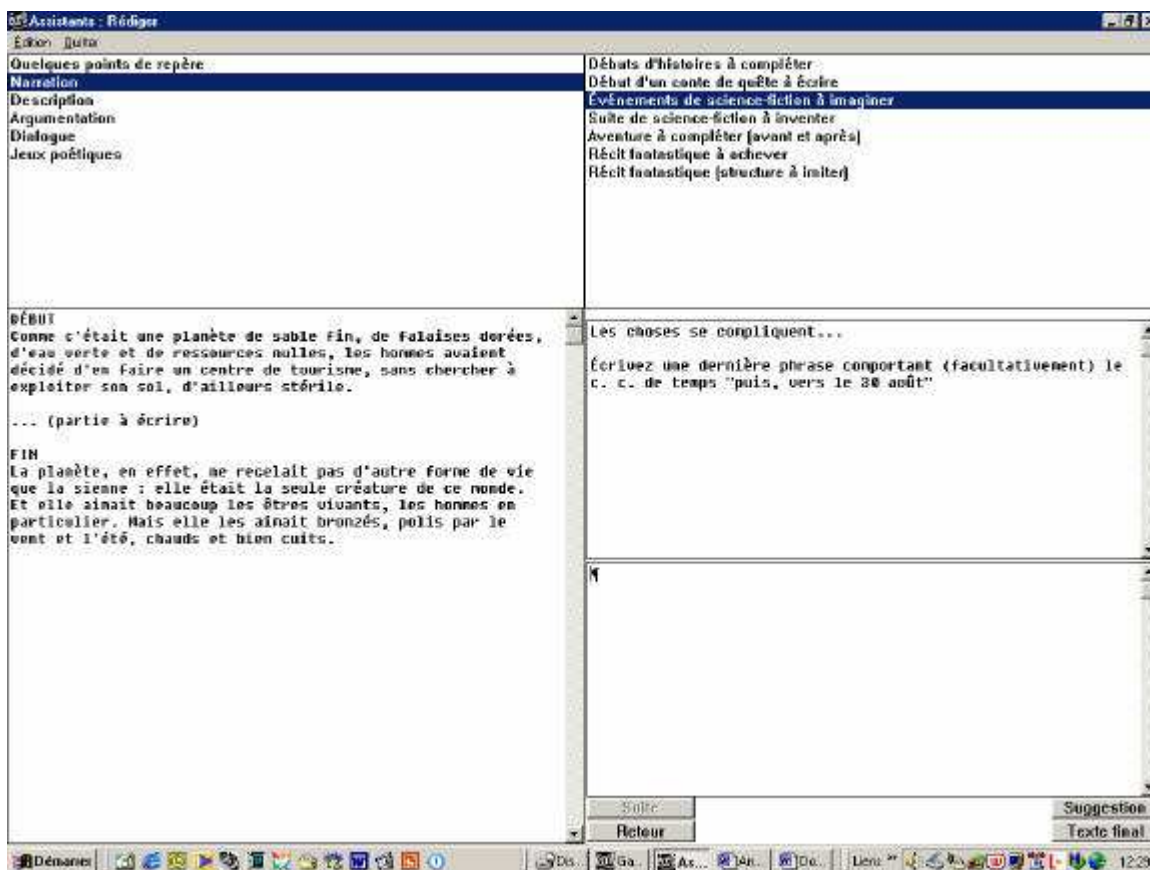 Assistants : Rédiger
Édition Quitter
Quelques points de repère
Narration
Description
Argumentation
Dialogue
Jeux poétiques
Débuts d'histoires à compléter
Début d'un conte de quête à écrire
Événements de science-fiction à imaginer
Suite de science-fiction à inventer
Aventure à compléter (avant et après)
Récit fantastique à achever
Récit fantastique (structure à imiter)
DÉBUT
Comme c'était une planète de sable fin, de falaises dorées,
d'eau verte et de ressources nulles, les hommes avaient
décidé d'en faire un centre de tourisme, sans chercher à
exploiter son sol, d'ailleurs stérile.
... (partie à écrire)
FIN
La planète, en effet, ne recelait pas d'autre forme de vie
que la sienne : elle était la seule créature de ce monde.
Et elle aimait beaucoup les êtres vivants, les hommes en
particulier. Mais elle les aimait bronzés, polis par le
vent et l'été, chauds et bien cuits.
Les choses se compliquent...
Écrivez une dernière phrase comportant (facultativement) le
c. c. de temps "puis, vers le 30 août"
Suite
Suggestion
Retour
Texte final
Démarrer
Dis..
Ga..
As...
An..
Do..
Liens
12:29